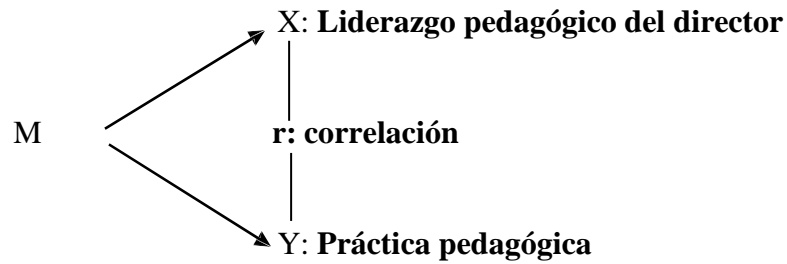 X: Liderazgo pedagógico del director
M
r: correlación
Y: Práctica pedagógica